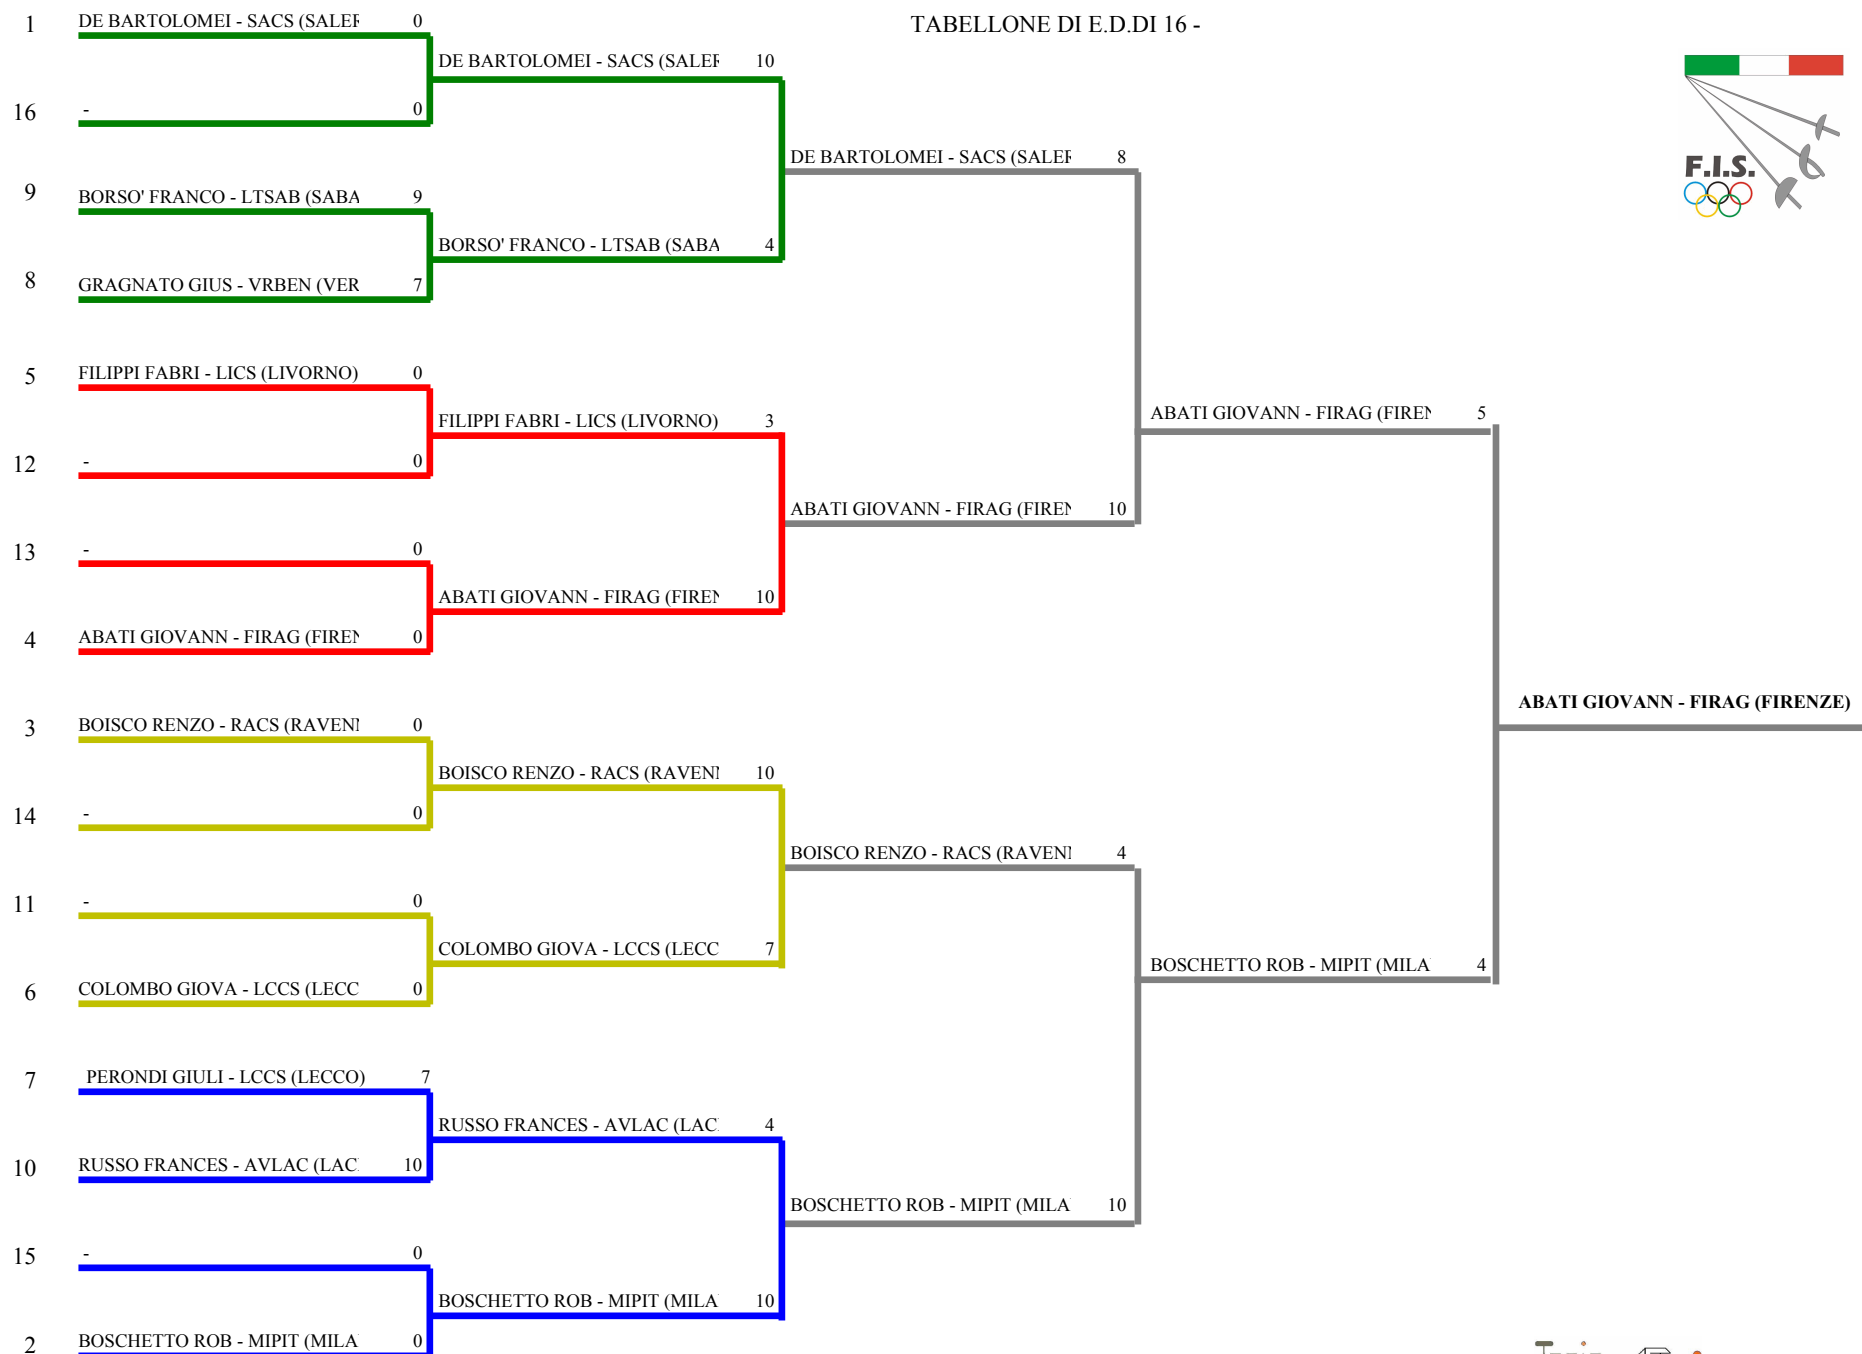 TABELLONE DI E.D.DI 16 -
1 DE BARTOLOMEI - SACS (SALER 0
DE BARTOLOMEI - SACS (SALER 10
16 - 0
DE BARTOLOMEI - SACS (SALER 8
F.I.S.
9 BORSO' FRANCO - LTSAB (SABA 9
BORSO' FRANCO - LTSAB (SABA 4
8 GRAGNATO GIUS - VRBEN (VER 7
5 FILIPPI FABRI - LICS (LIVORNO) 0
ABATI GIOVANN - FIRAG (FIREN 5
FILIPPI FABRI - LICS (LIVORNO) 3
12 - 0
ABATI GIOVANN - FIRAG (FIREN 10
13 - 0
ABATI GIOVANN - FIRAG (FIREN 10
4 ABATI GIOVANN - FIRAG (FIREN 0
ABATI GIOVANN - FIRAG (FIRENZE)
3 BOISCO RENZO - RACS (RAVENN 0
BOISCO RENZO - RACS (RAVENN 10
14 - 0
BOISCO RENZO - RACS (RAVENN 4
11 - 0
COLOMBO GIOVA - LCCS (LECC 7
BOSCHETTO ROB - MIPIT (MILA 4
6 COLOMBO GIOVA - LCCS (LECC 0
7 PERONDI GIULI - LCCS (LECCO) 7
RUSSO FRANCES - AVLAC (LAC 4
10 RUSSO FRANCES - AVLAC (LAC 10
BOSCHETTO ROB - MIPIT (MILA 10
15 - 0
BOSCHETTO ROB - MIPIT (MILA 10
2 BOSCHETTO ROB - MIPIT (MILA 0